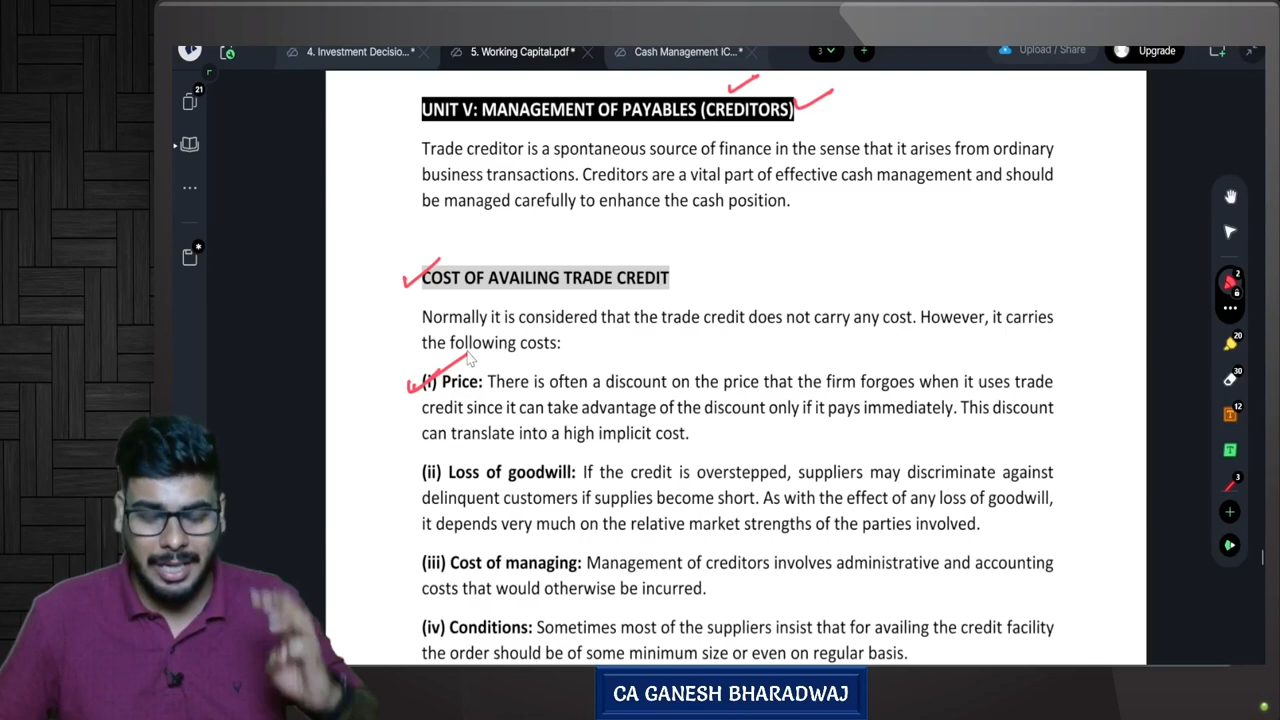 4. Investment Decisio...*
5. Working Capital.pdf*
Cash Management IC...*
3
Upload / Share
Upgrade
21
UNIT V: MANAGEMENT OF PAYABLES (CREDITORS)
Trade creditor is a spontaneous source of finance in the sense that it arises from ordinary
business transactions. Creditors are a vital part of effective cash management and should
be managed carefully to enhance the cash position.
COST OF AVAILING TRADE CREDIT
Normally it is considered that the trade credit does not carry any cost. However, it carries
the following costs:
(i) Price: There is often a discount on the price that the firm forgoes when it uses trade
credit since it can take advantage of the discount only if it pays immediately. This discount
can translate into a high implicit cost.
(ii) Loss of goodwill: If the credit is overstepped, suppliers may discriminate against
delinquent customers if supplies become short. As with the effect of any loss of goodwill,
it depends very much on the relative market strengths of the parties involved.
(iii) Cost of managing: Management of creditors involves administrative and accounting
costs that would otherwise be incurred.
(iv) Conditions: Sometimes most of the suppliers insist that for availing the credit facility
the order should be of some minimum size or even on regular basis.
2
20
30
T 12
T
3
CA GANESH BHARADWAJ